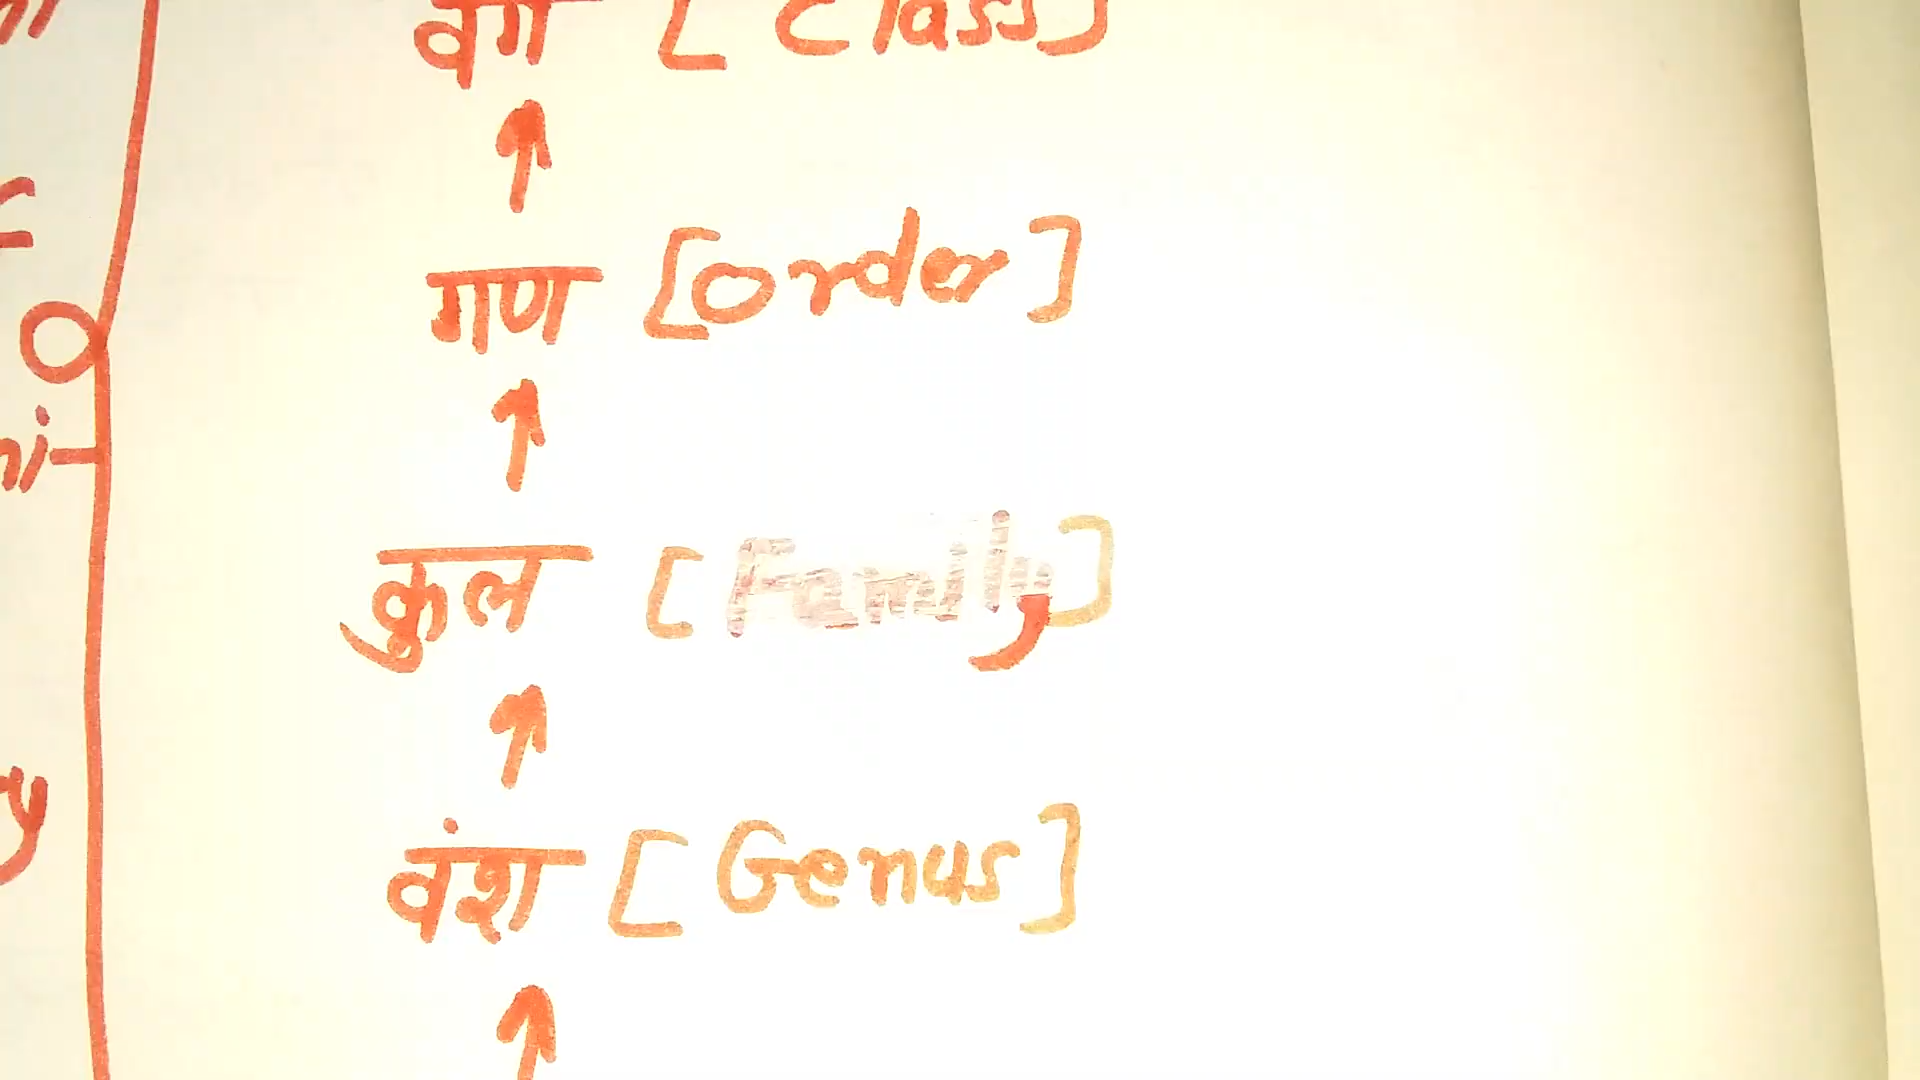 वर्ग [Class]
गण [order]
कुल [Family]
वंश [Genus]